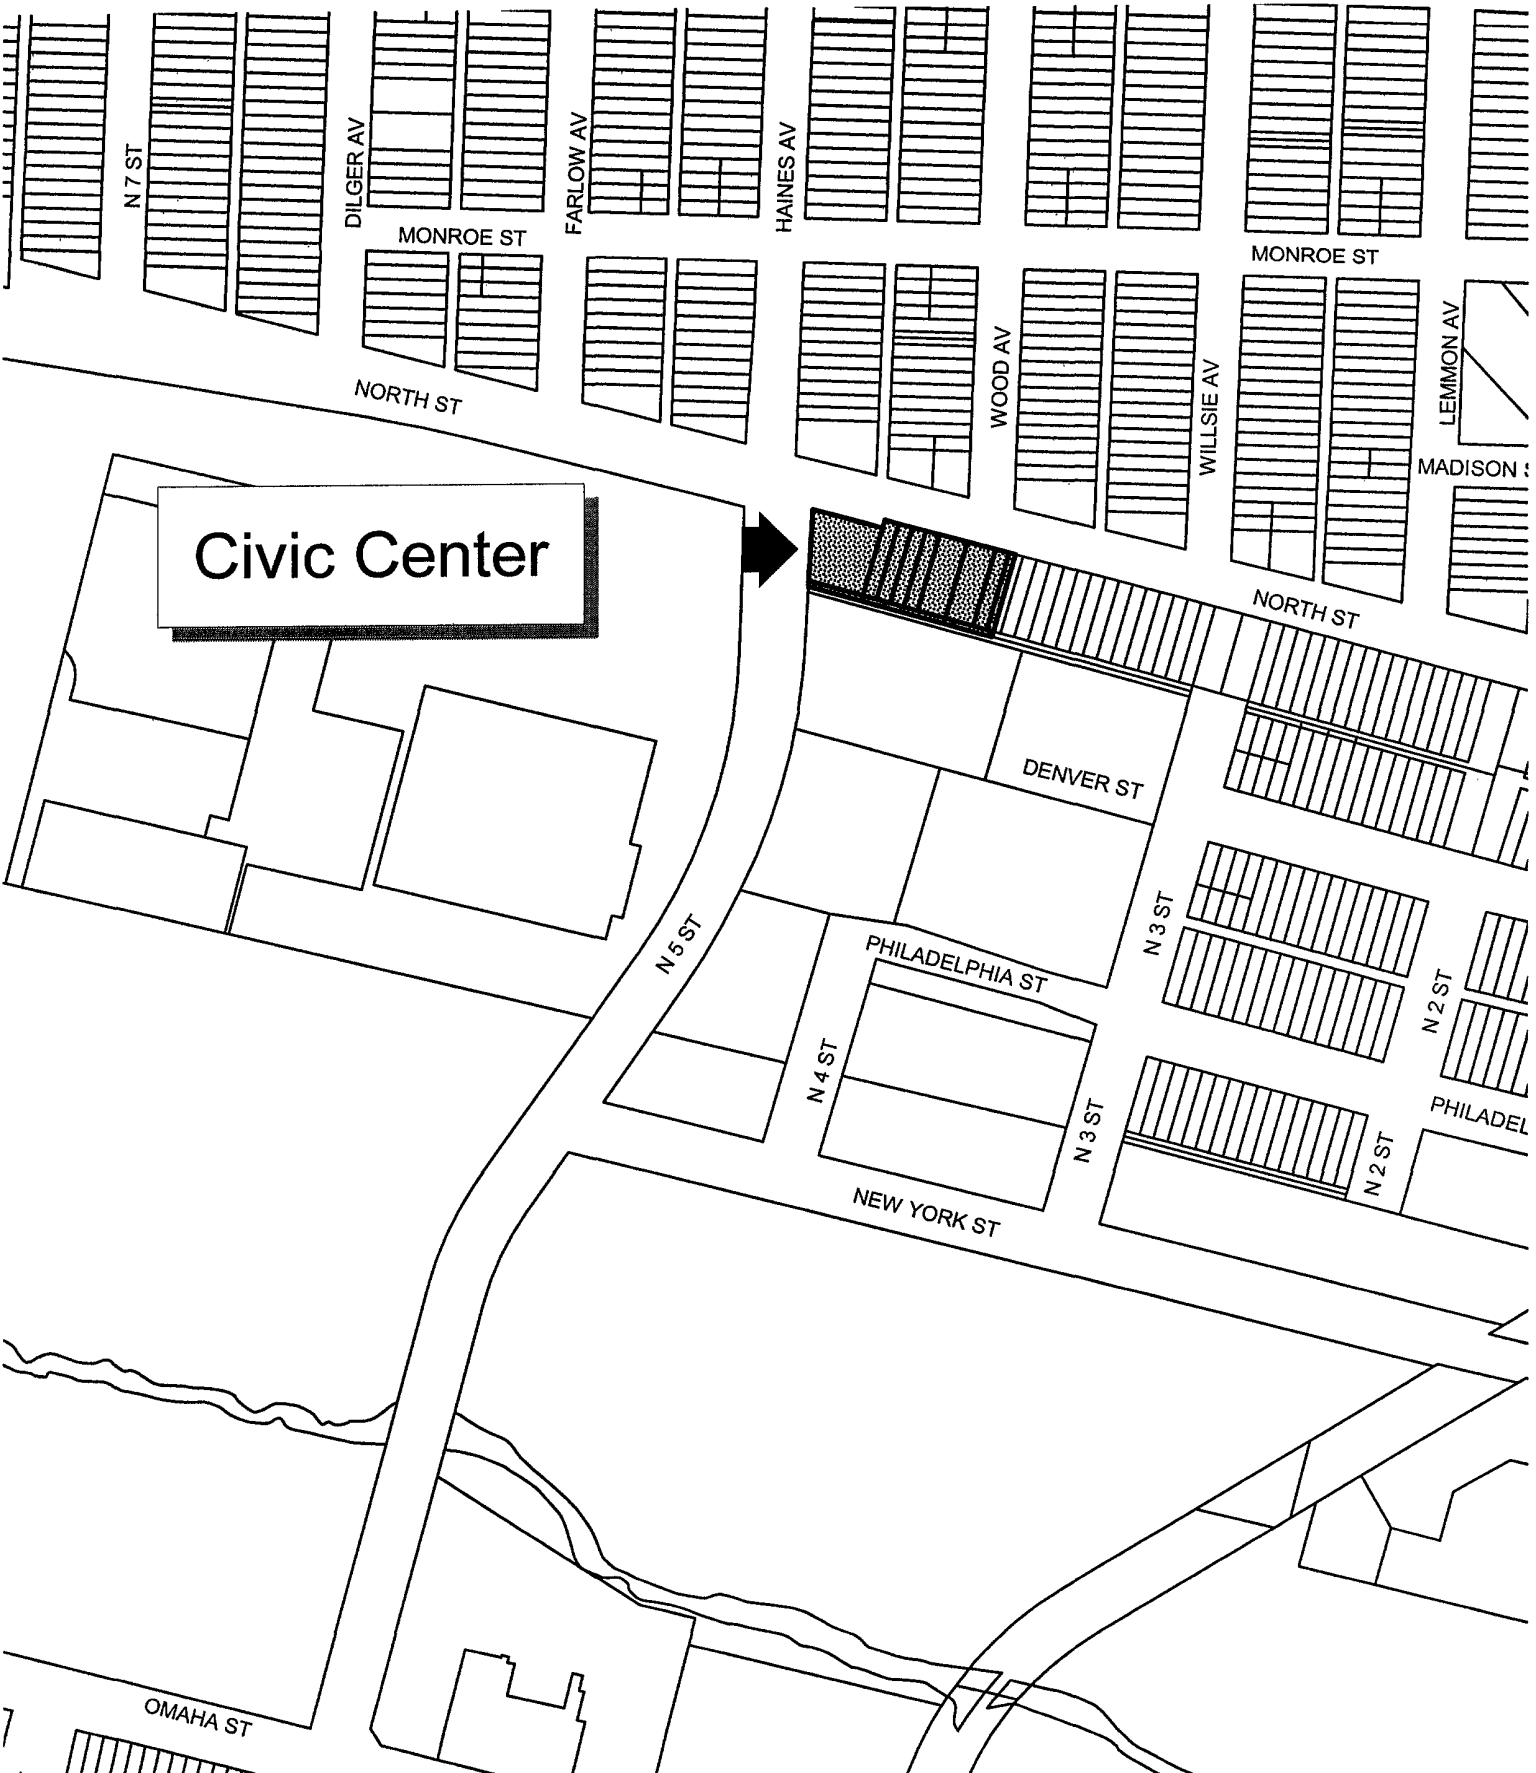 N 7 ST
DILGER AV
FARLOW AV
HAINES AV
MONROE ST
MONROE ST
WOOD AV
WILLSIE AV
LEMMON AV
NORTH ST
MADISON
Civic Center
NORTH ST
DENVER ST
N 5 ST
N 3 ST
PHILADELPHIA ST
N 2 ST
N 4 ST
N 3 ST
PHILADEL
N 2 ST
NEW YORK ST
OMAHA ST